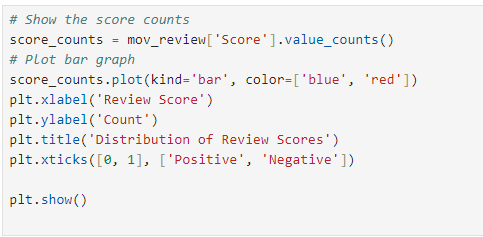 # Show the score counts
score_counts = mov_review['Score'].value_counts()
# Plot bar graph
score_counts.plot(kind='bar', color=['blue', 'red'])
plt.xlabel('Review Score')
plt.ylabel('Count')
plt.title('Distribution of Review Scores')
plt.xticks([0, 1], ['Positive', 'Negative'])
plt.show()